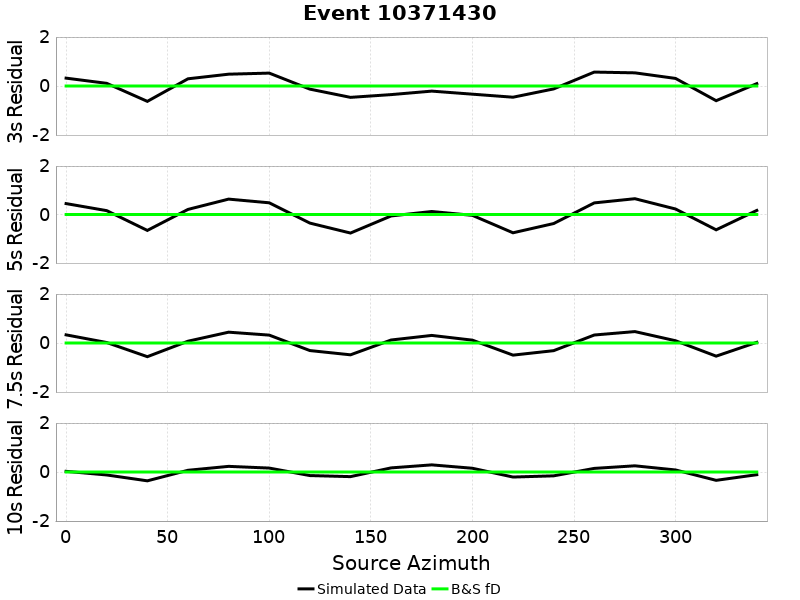 Event 10371430
2
0
-2
3s Residual
2
0
-2
5s Residual
2
0
-2
7.5s Residual
2
0
-2
10s Residual
0 50 100 150 200 250 300
Source Azimuth
Simulated Data B&S fD